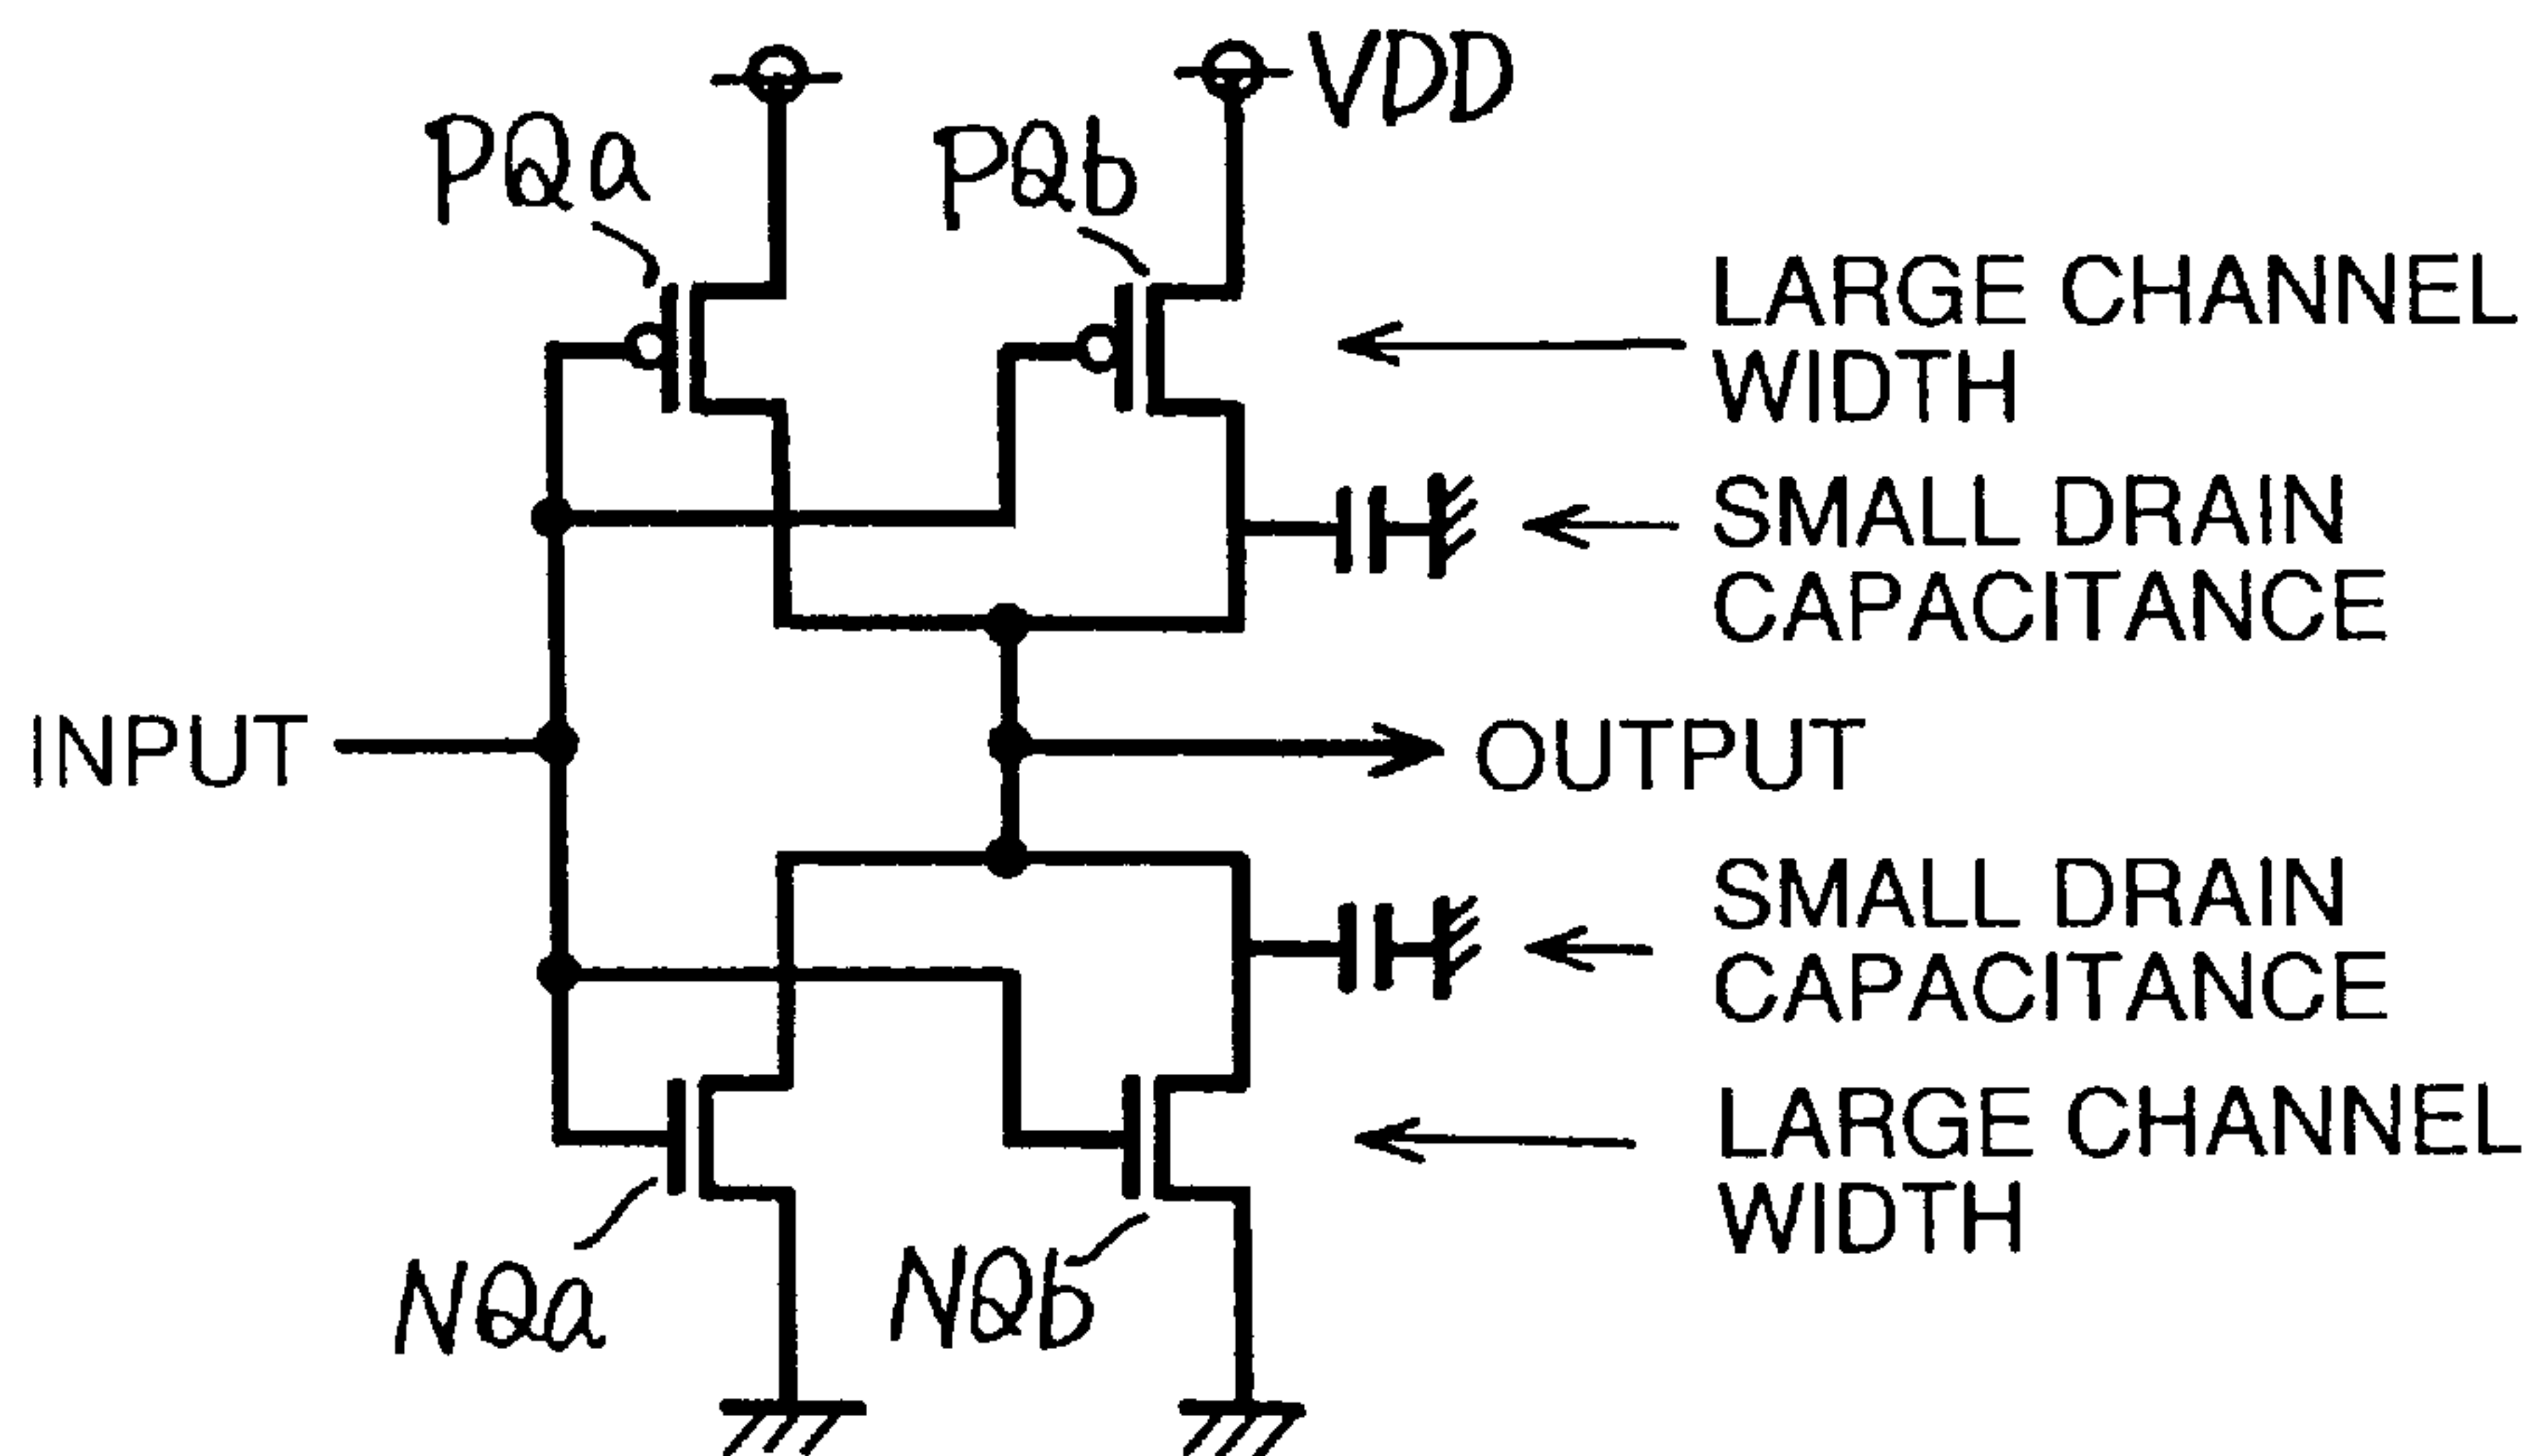 VDD
PQa
PQb
LARGE CHANNEL
WIDTH
SMALL DRAIN
CAPACITANCE
INPUT
OUTPUT
SMALL DRAIN
CAPACITANCE
LARGE CHANNEL
WIDTH
NQa
NQb